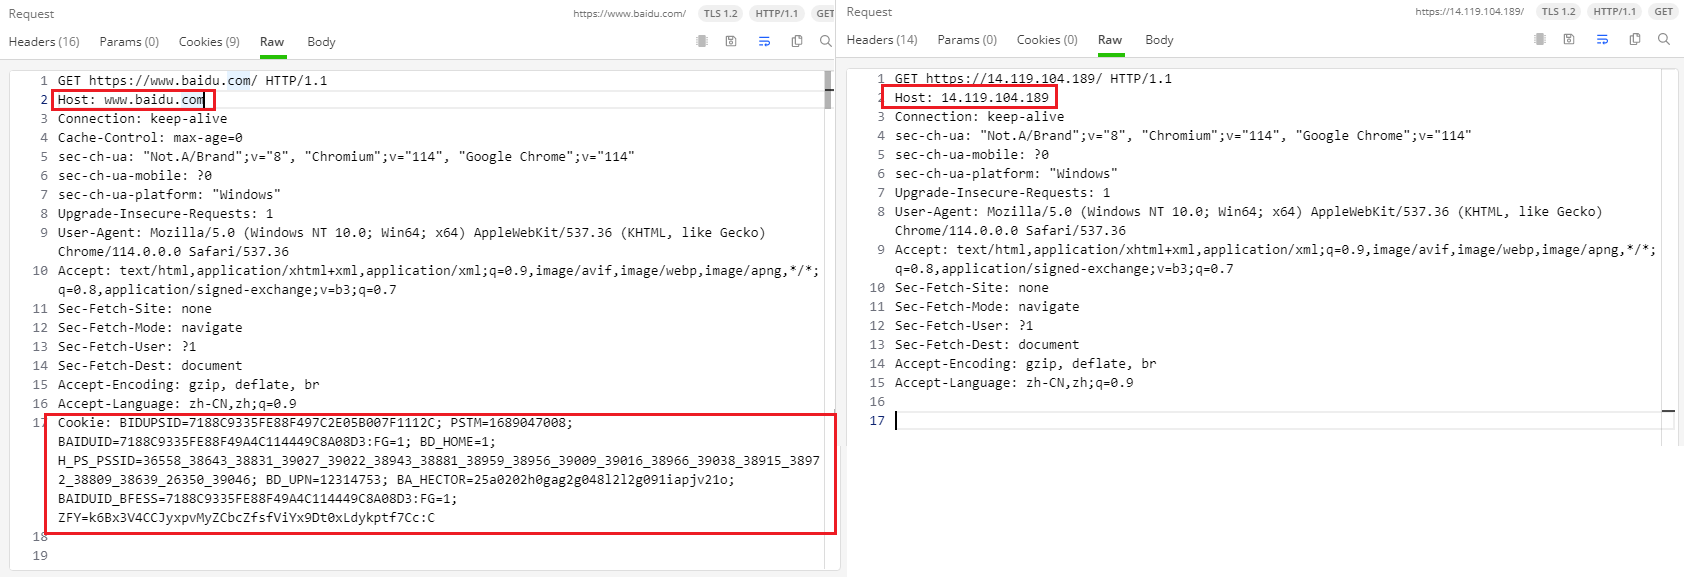 Request
https://www.baidu.com/ TLS 1.2 HTTP/1.1 GET
Headers (16) Params (0) Cookies (9) Raw Body
1 GET https://www.baidu.com/ HTTP/1.1
2 Host: www.baidu.com
3 Connection: keep-alive
4 Cache-Control: max-age=0
5 sec-ch-ua: "Not.A/Brand";v="8", "Chromium";v="114", "Google Chrome";v="114"
6 sec-ch-ua-mobile: ?0
7 sec-ch-ua-platform: "Windows"
8 Upgrade-Insecure-Requests: 1
9 User-Agent: Mozilla/5.0 (Windows NT 10.0; Win64; x64) AppleWebKit/537.36 (KHTML, like Gecko)
Chrome/114.0.0.0 Safari/537.36
10 Accept: text/html,application/xhtml+xml,application/xml;q=0.9,image/avif,image/webp,image/apng,*/*;
q=0.8,application/signed-exchange;v=b3;q=0.7
11 Sec-Fetch-Site: none
12 Sec-Fetch-Mode: navigate
13 Sec-Fetch-User: ?1
14 Sec-Fetch-Dest: document
15 Accept-Encoding: gzip, deflate, br
16 Accept-Language: zh-CN,zh;q=0.9
17 Cookie: BIDUPSID=7188C9335FE88F497C2E05B007F1112C; PSTM=1689047008;
BAIDUID=7188C9335FE88F49A4C114449C8A08D3:FG=1; BD_HOME=1;
H_PS_PSSID=36558_38643_38831_39027_39022_38943_38881_38959_38956_39009_39016_38966_39038_38915_3897
2_38809_38639_26350_39046; BD_UPN=12314753; BA_HECTOR=25a0202h0gag2g048l2l2g091iapjv21o;
BAIDUID_BFESS=7188C9335FE88F49A4C114449C8A08D3:FG=1;
ZFY=k6Bx3V4CCJyxpvMyZCbcZfsfViYx9Dt0xLdykptf7Cc:C
18
19
Request
https://14.119.104.189/ TLS 1.2 HTTP/1.1 GET
Headers (14) Params (0) Cookies (0) Raw Body
1 GET https://14.119.104.189/ HTTP/1.1
2 Host: 14.119.104.189
3 Connection: keep-alive
4 sec-ch-ua: "Not.A/Brand";v="8", "Chromium";v="114", "Google Chrome";v="114"
5 sec-ch-ua-mobile: ?0
6 sec-ch-ua-platform: "Windows"
7 Upgrade-Insecure-Requests: 1
8 User-Agent: Mozilla/5.0 (Windows NT 10.0; Win64; x64) AppleWebKit/537.36 (KHTML, like Gecko)
Chrome/114.0.0.0 Safari/537.36
9 Accept: text/html,application/xhtml+xml,application/xml;q=0.9,image/avif,image/webp,image/apng,*/*;
q=0.8,application/signed-exchange;v=b3;q=0.7
10 Sec-Fetch-Site: none
11 Sec-Fetch-Mode: navigate
12 Sec-Fetch-User: ?1
13 Sec-Fetch-Dest: document
14 Accept-Encoding: gzip, deflate, br
15 Accept-Language: zh-CN,zh;q=0.9
16
17